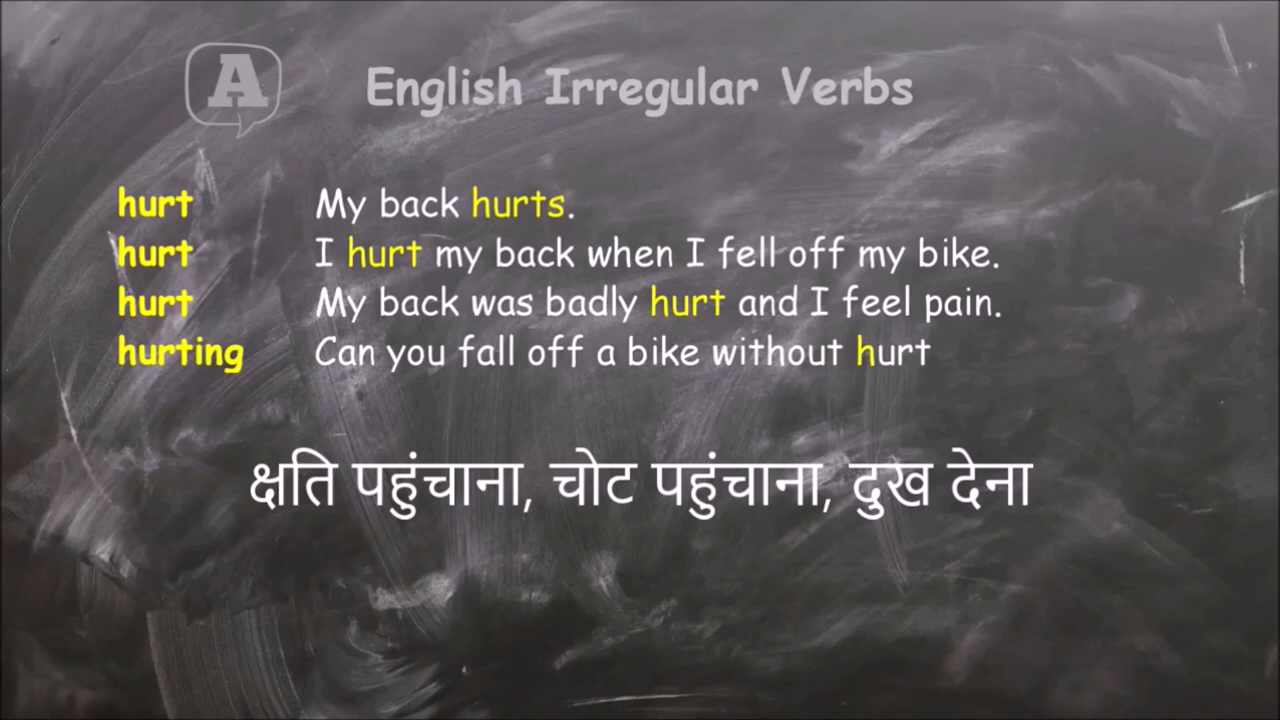 A English Irregular Verbs
hurt My back hurts.
hurt I hurt my back when I fell off my bike.
hurt My back was badly hurt and I feel pain.
hurting Can you fall off a bike without hurt
क्षति पहुंचाना, चोट पहुंचाना, दुख देना